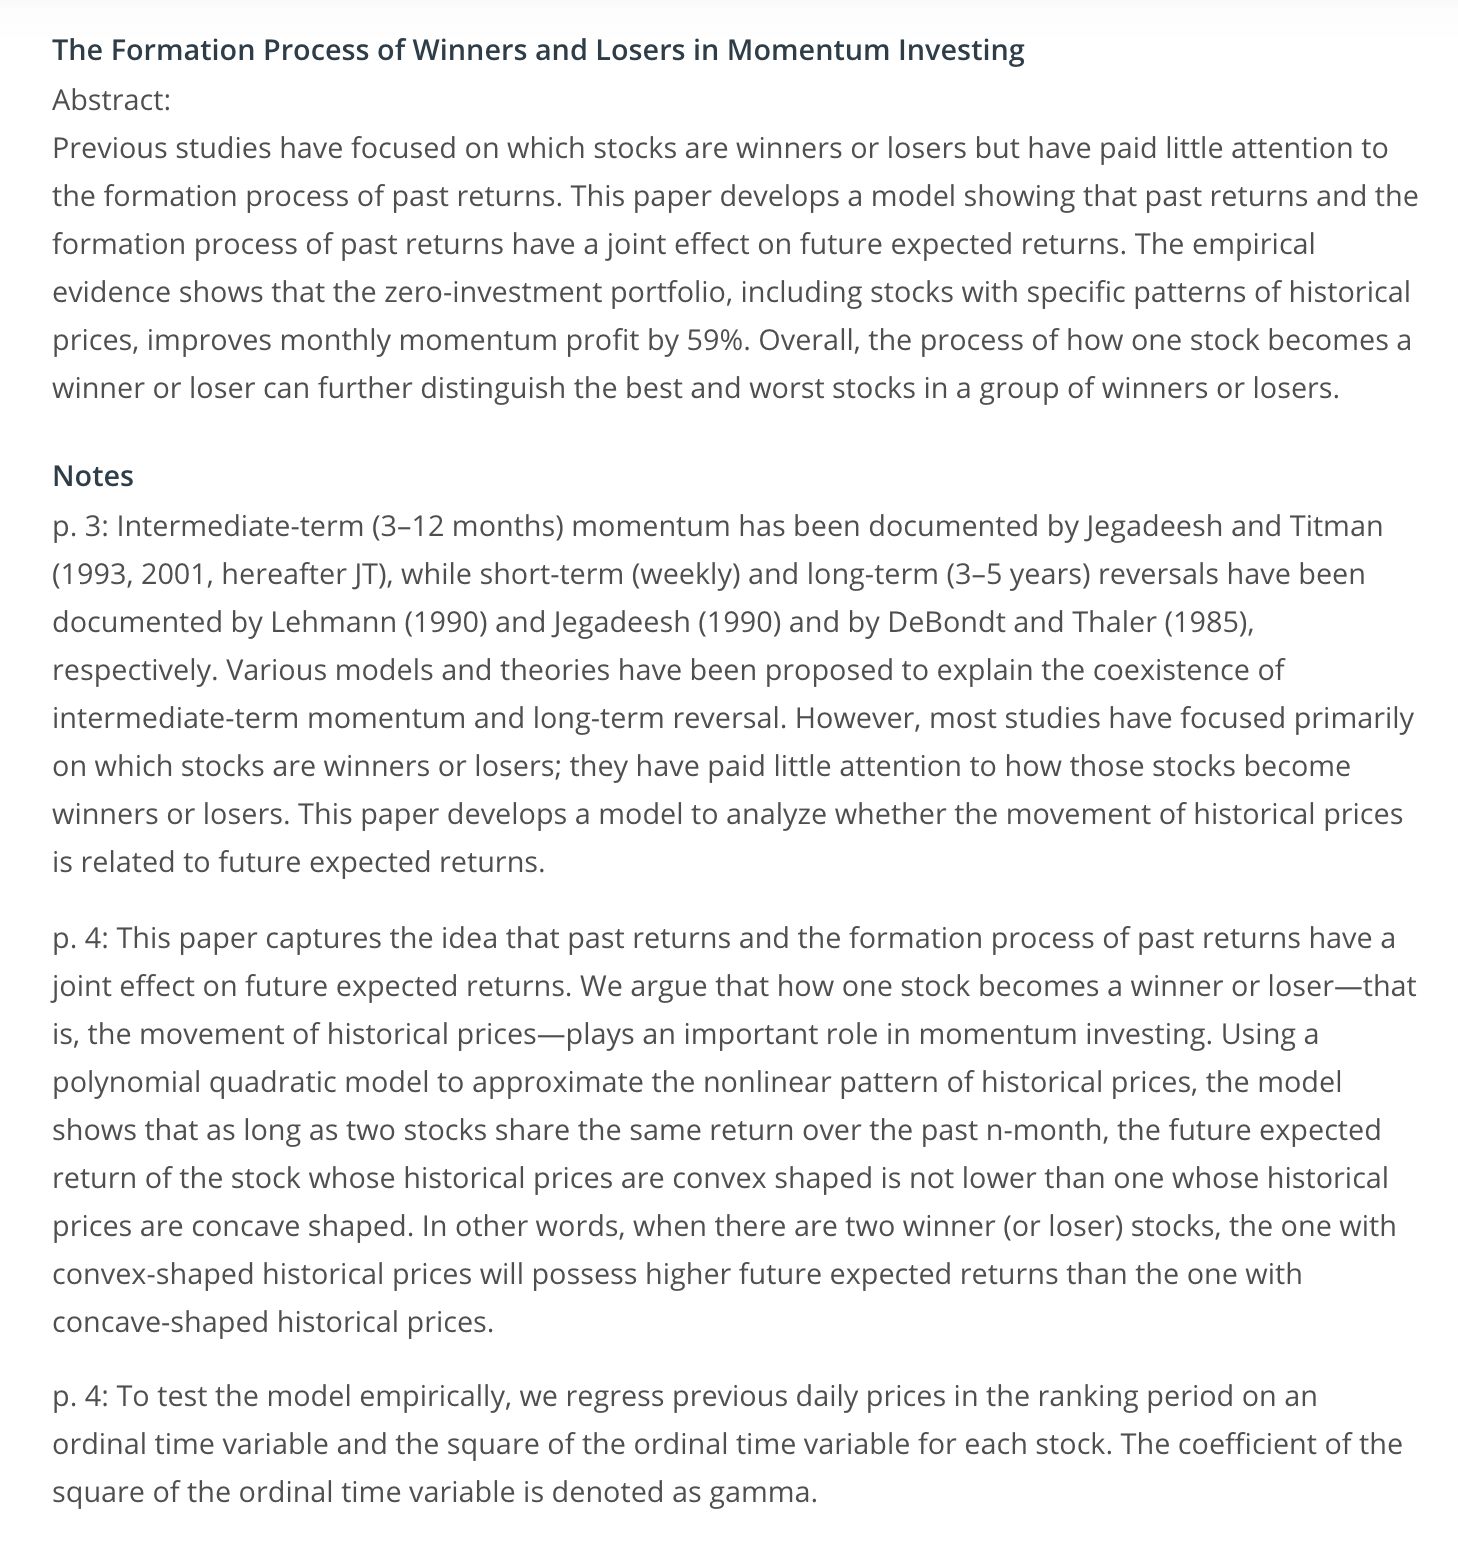 The Formation Process of Winners and Losers in Momentum Investing
Abstract:
Previous studies have focused on which stocks are winners or losers but have paid little attention to
the formation process of past returns. This paper develops a model showing that past returns and the
formation process of past returns have a joint effect on future expected returns. The empirical
evidence shows that the zero-investment portfolio, including stocks with specific patterns of historical
prices, improves monthly momentum profit by 59%. Overall, the process of how one stock becomes a
winner or loser can further distinguish the best and worst stocks in a group of winners or losers.
Notes
p. 3: Intermediate-term (3–12 months) momentum has been documented by Jegadeesh and Titman
(1993, 2001, hereafter JT), while short-term (weekly) and long-term (3–5 years) reversals have been
documented by Lehmann (1990) and Jegadeesh (1990) and by DeBondt and Thaler (1985),
respectively. Various models and theories have been proposed to explain the coexistence of
intermediate-term momentum and long-term reversal. However, most studies have focused primarily
on which stocks are winners or losers; they have paid little attention to how those stocks become
winners or losers. This paper develops a model to analyze whether the movement of historical prices
is related to future expected returns.
p. 4: This paper captures the idea that past returns and the formation process of past returns have a
joint effect on future expected returns. We argue that how one stock becomes a winner or loser—that
is, the movement of historical prices—plays an important role in momentum investing. Using a
polynomial quadratic model to approximate the nonlinear pattern of historical prices, the model
shows that as long as two stocks share the same return over the past n-month, the future expected
return of the stock whose historical prices are convex shaped is not lower than one whose historical
prices are concave shaped. In other words, when there are two winner (or loser) stocks, the one with
convex-shaped historical prices will possess higher future expected returns than the one with
concave-shaped historical prices.
p. 4: To test the model empirically, we regress previous daily prices in the ranking period on an
ordinal time variable and the square of the ordinal time variable for each stock. The coefficient of the
square of the ordinal time variable is denoted as gamma.